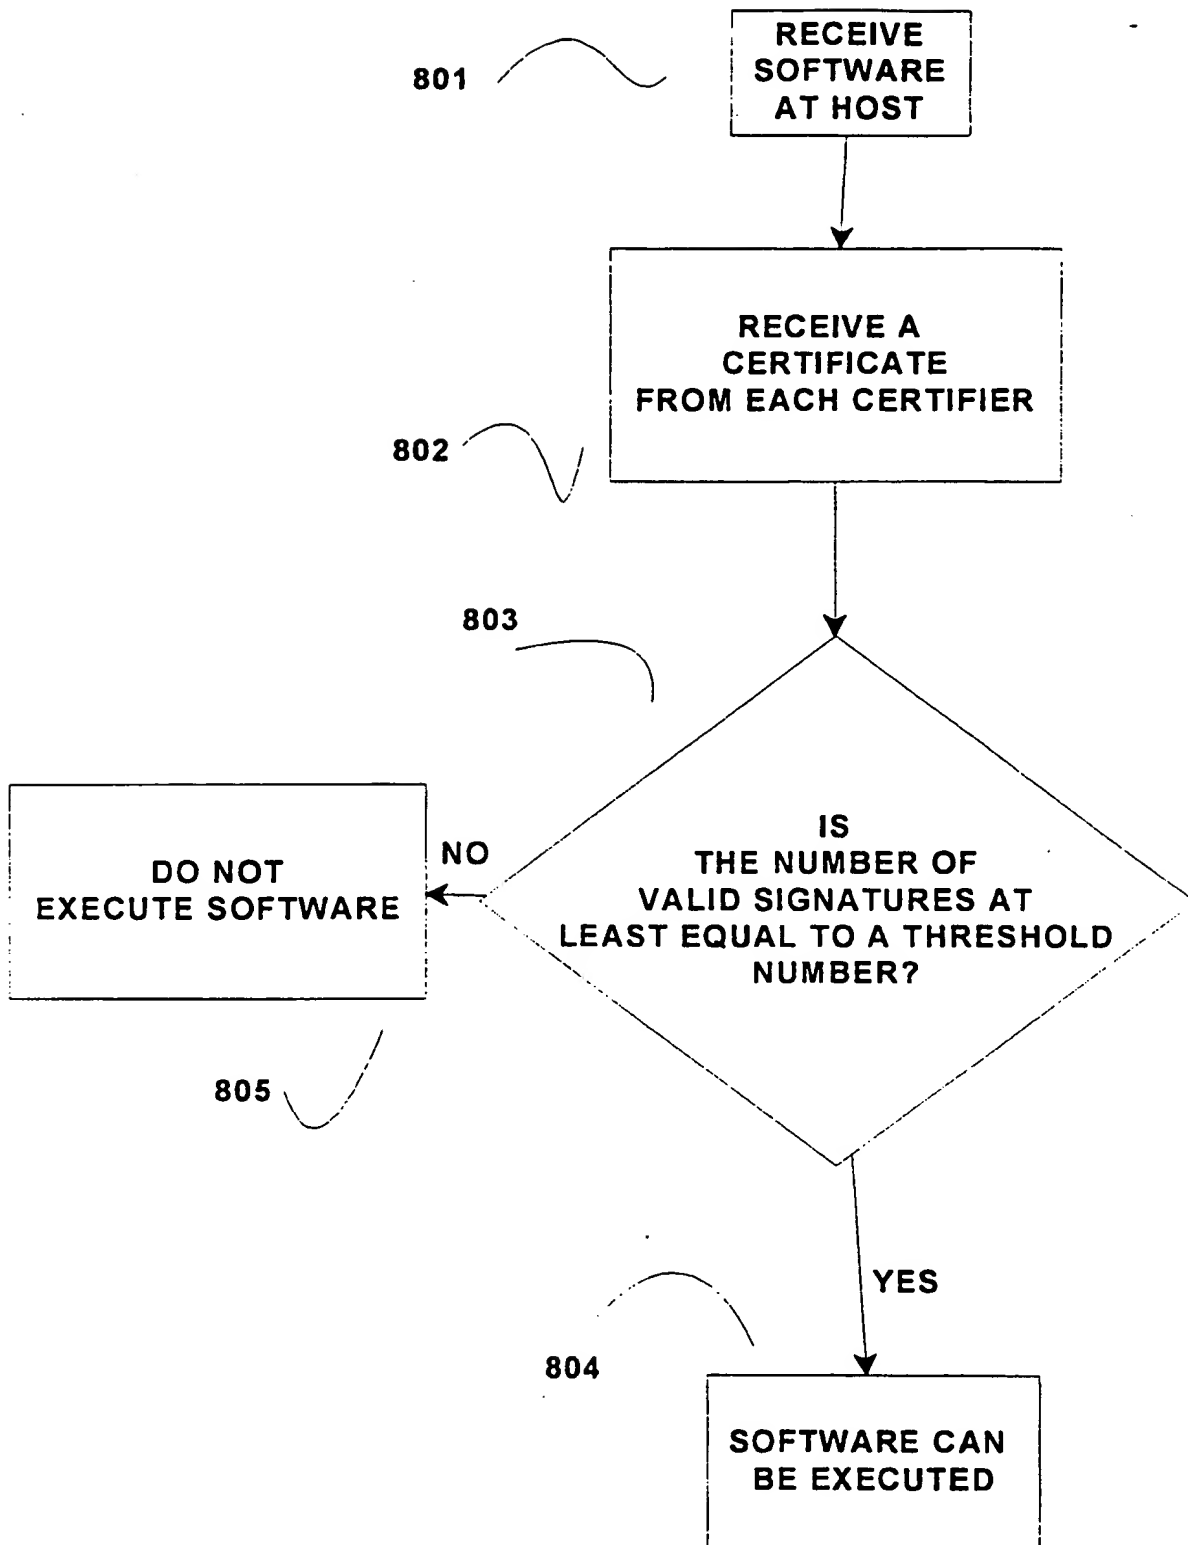 801
RECEIVE
SOFTWARE
AT HOST
802
RECEIVE A
CERTIFICATE
FROM EACH CERTIFIER
803
IS
THE NUMBER OF
VALID SIGNATURES AT
LEAST EQUAL TO A THRESHOLD
NUMBER?
NO
DO NOT
EXECUTE SOFTWARE
805
YES
804
SOFTWARE CAN
BE EXECUTED